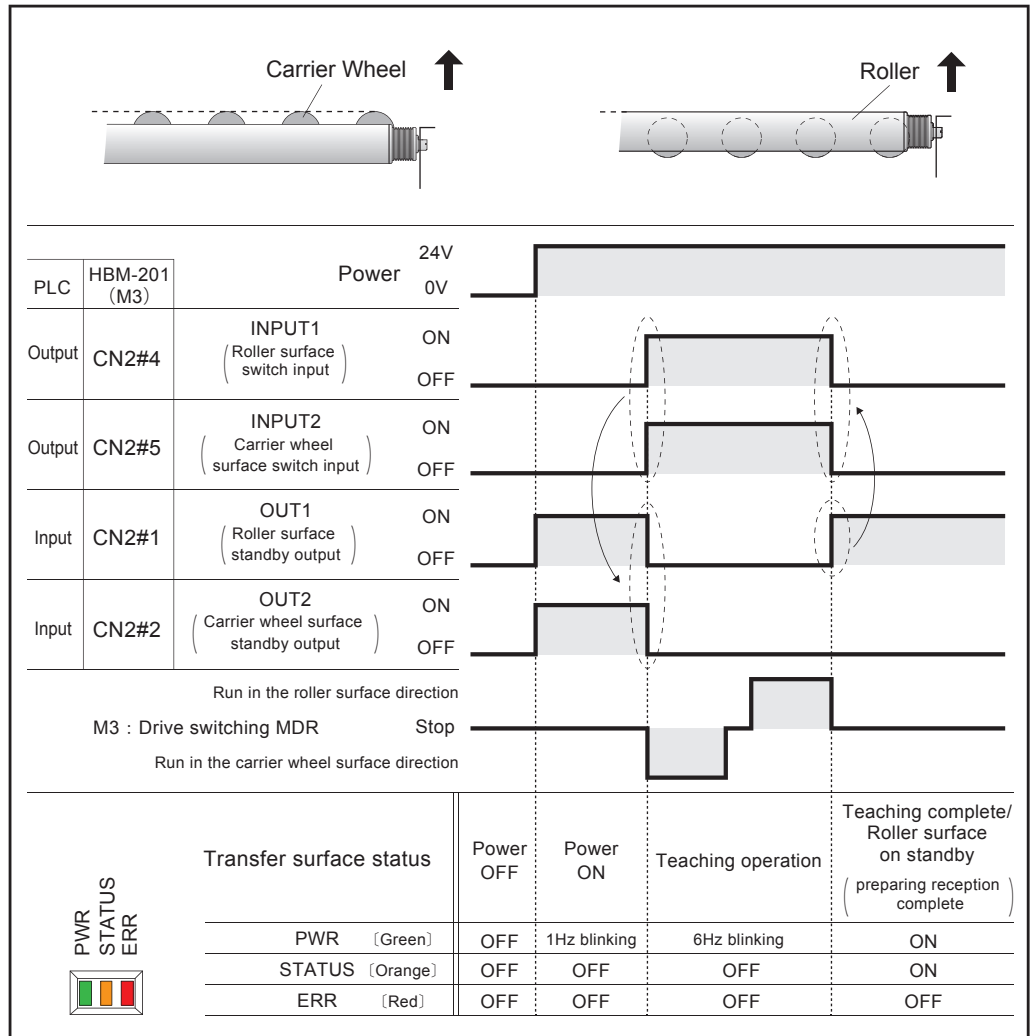 Carrier Wheel
Roller
PLC
HBM-201
（M3）
Power
24V
0V
Output
CN2#4
INPUT1
(Roller surface
switch input)
ON
OFF
Output
CN2#5
INPUT2
(Carrier wheel
surface switch input)
ON
OFF
Input
CN2#1
OUT1
(Roller surface
standby output)
ON
OFF
Input
CN2#2
OUT2
(Carrier wheel surface
standby output)
ON
OFF
Run in the roller surface direction
M3 : Drive switching MDR Stop
Run in the carrier wheel surface direction
PWR
STATUS
ERR
Transfer surface status
Power
OFF
Power
ON
Teaching operation
Teaching complete/
Roller surface
on standby
(preparing reception
complete)
PWR 〔Green〕 OFF 1Hz blinking 6Hz blinking ON
STATUS 〔Orange〕 OFF OFF OFF ON
ERR 〔Red〕 OFF OFF OFF OFF